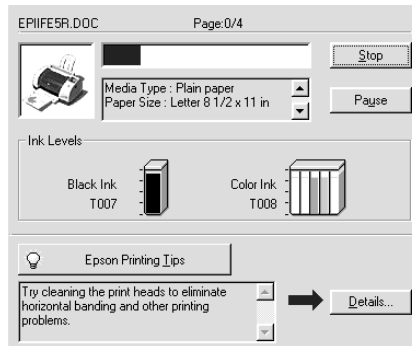 EPIIFE5R.DOC Page:0/4
Stop
Media Type : Plain paper
Paper Size : Letter 8 1/2 x 11 in
Pause
Ink Levels
Black Ink
T007
Color Ink
T008
Epson Printing Tips
Try cleaning the print heads to eliminate
horizontal banding and other printing
problems.
Details...